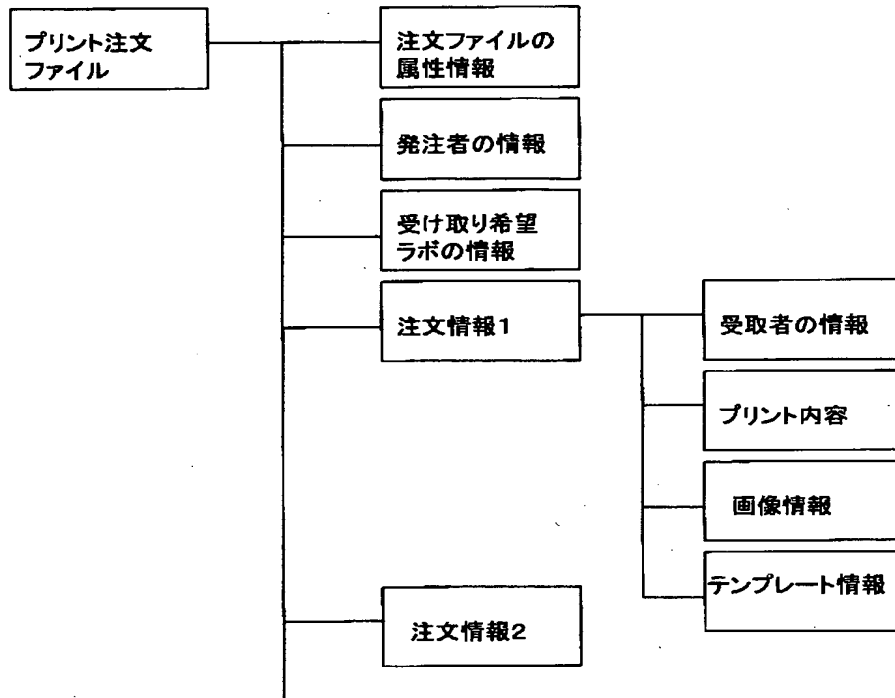 プリント注文
ファイル
注文ファイルの
属性情報
発注者の情報
受け取り希望
ラボの情報
注文情報1
受取者の情報
プリント内容
画像情報
テンプレート情報
注文情報2